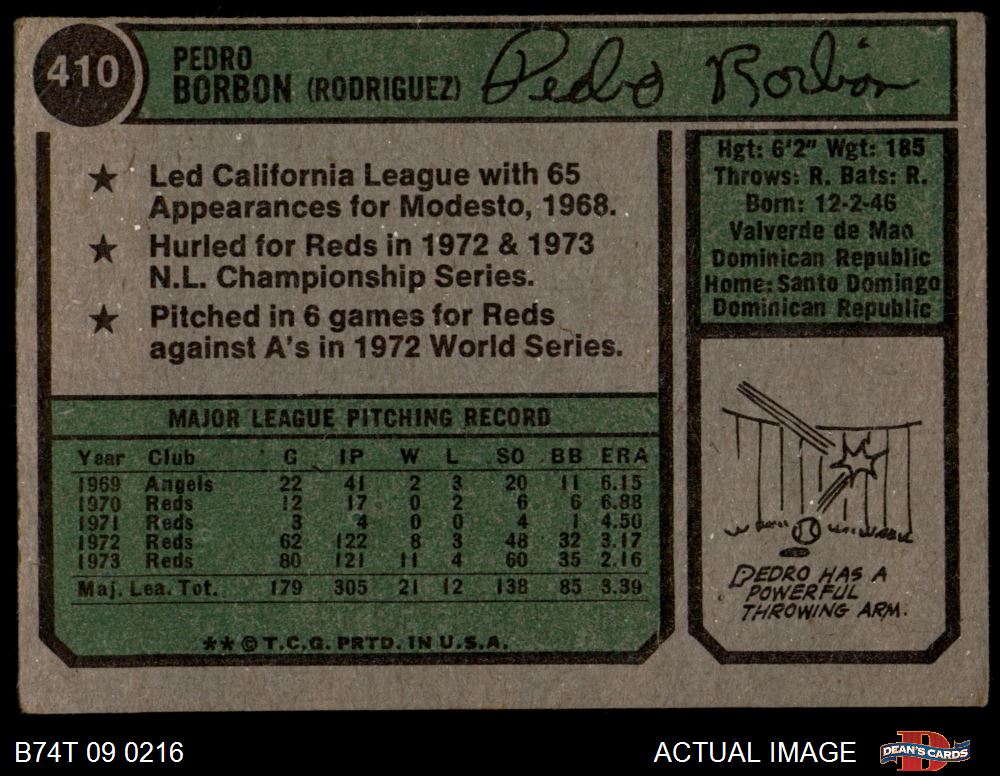 410
PEDRO
BORBON (RODRIGUEZ)
Pedro Borbon
★ Led California League with 65
Appearances for Modesto, 1968.
★ Hurled for Reds in 1972 & 1973
N.L. Championship Series.
★ Pitched in 6 games for Reds
against A's in 1972 World Series.
Hgt: 6'2" Wgt: 185
Throws: R. Bats: R.
Born: 12-2-46
Valverde de Mao
Dominican Republic
Home: Santo Domingo
Dominican Republic
MAJOR LEAGUE PITCHING RECORD
Year Club G IP W L SO BB ERA
1969 Angels 22 41 2 3 20 11 6.15
1970 Reds 12 17 0 2 6 6 6.88
1971 Reds 3 4 0 0 4 1 4.50
1972 Reds 62 122 8 3 48 32 3.17
1973 Reds 80 121 11 4 60 35 2.16
Maj. Lea. Tot. 179 305 21 12 138 85 3.39
** © T.C.G. PRTD. IN U.S.A.
PEDRO HAS A
POWERFUL
THROWING ARM.
B74T 09 0216
ACTUAL IMAGE
D
DEAN'S CARDS